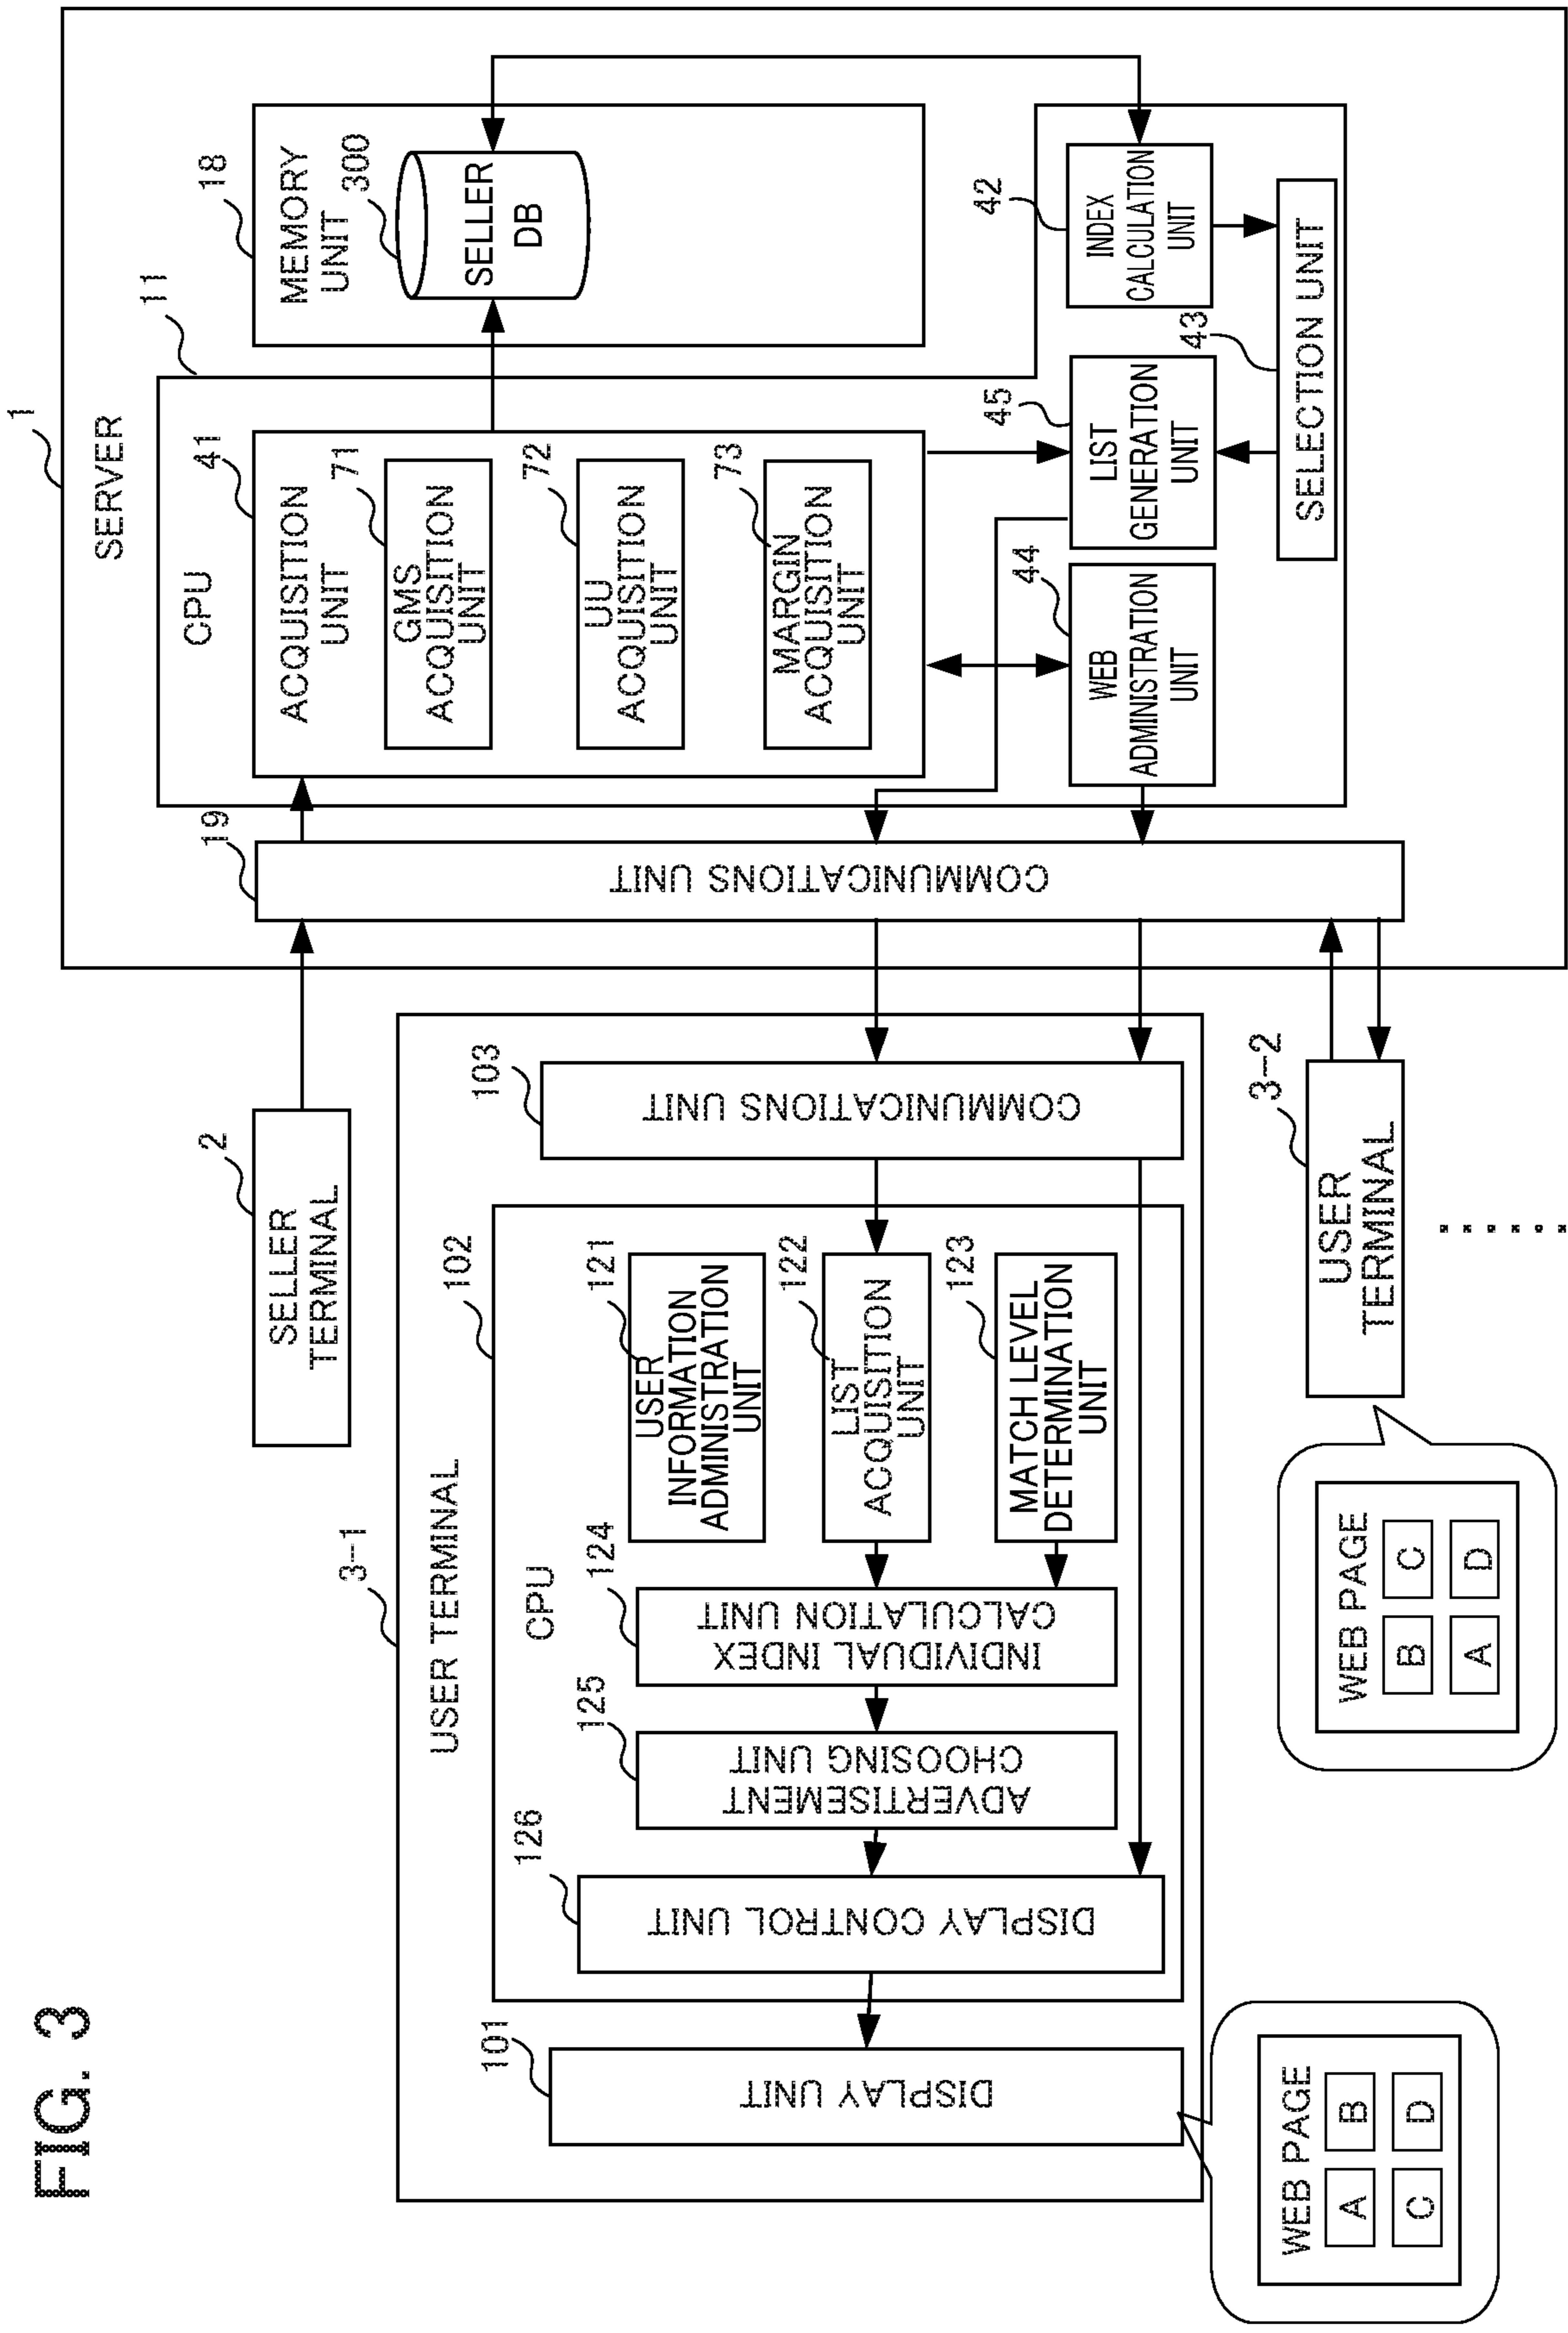 FIG. 3
1
SERVER
11
CPU
41
ACQUISITION
UNIT
71
GMS
ACQUISITION
UNIT
72
UU
ACQUISITION
UNIT
73
MARGIN
ACQUISITION
UNIT
18
MEMORY
UNIT
300
SELLER
DB
42
INDEX
CALCULATION
UNIT
43
SELECTION UNIT
45
LIST
GENERATION
UNIT
44
WEB
ADMINISTRATION
UNIT
19
COMMUNICATIONS UNIT
2
SELLER
TERMINAL
3-1
USER TERMINAL
103
COMMUNICATIONS UNIT
102
CPU
121
USER
INFORMATION
ADMINISTRATION
UNIT
122
LIST
ACQUISITION
UNIT
123
MATCH LEVEL
DETERMINATION
UNIT
124
INDIVIDUAL INDEX
CALCULATION UNIT
125
ADVERTISEMENT
CHOOSING UNIT
126
DISPLAY CONTROL UNIT
101
DISPLAY UNIT
WEB PAGE
A B
C D
3-2
USER
TERMINAL
WEB PAGE
B C
A D
......